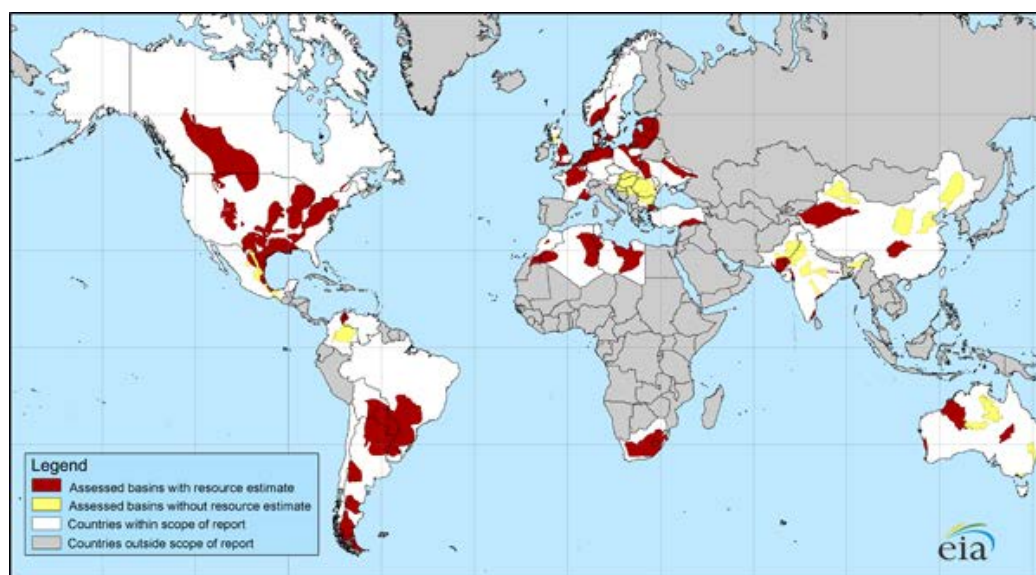 Legend
Assessed basins with resource estimate
Assessed basins without resource estimate
Countries within scope of report
Countries outside scope of report
eia